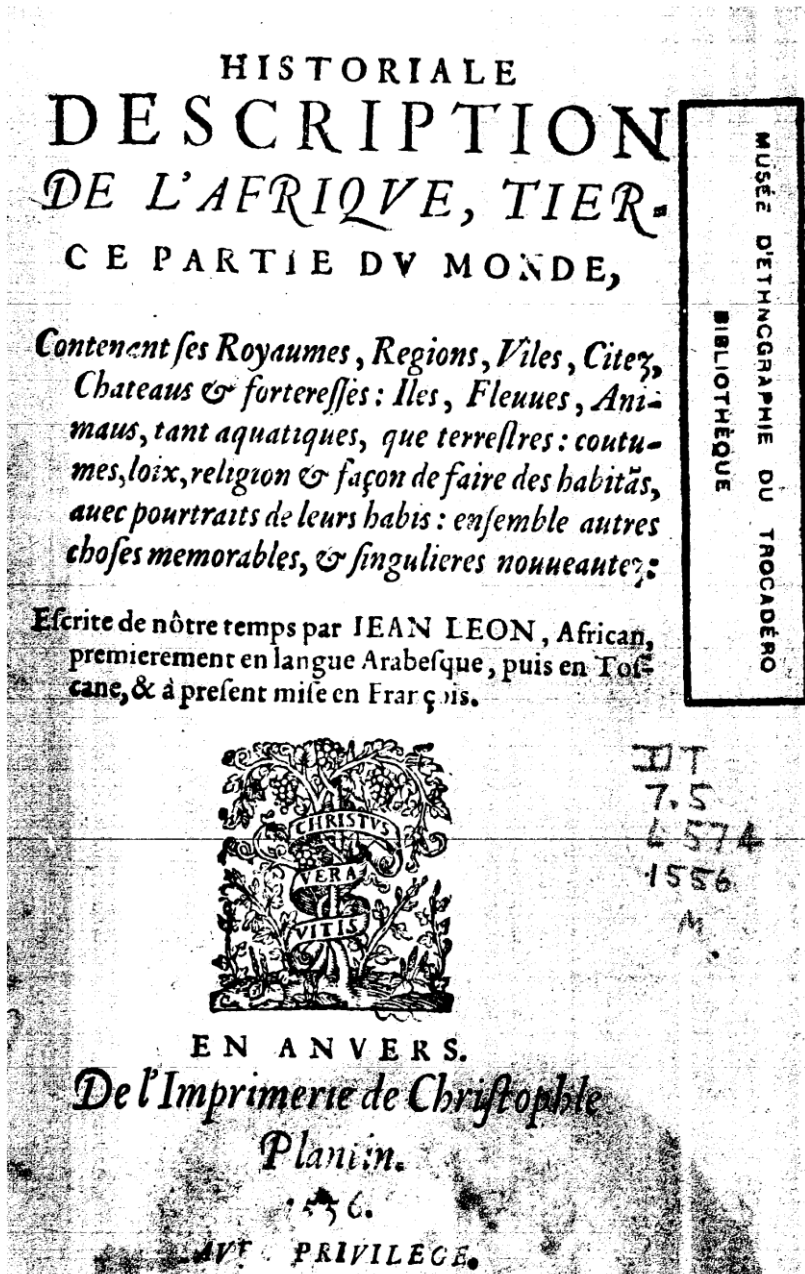 HISTORIALE
DESCRIPTION
DE L'AFRIQVE, TIER-
CE PARTIE DV MONDE,
Contenant ſes Royaumes, Regions, Viles, Citez,
Chateaus & fortereſſes: Iles, Fleuues, Ani-
maus, tant aquatiques, que terreſtres: coutu-
mes, loix, religion & façon de faire des habitãs,
auec pourtraits de leurs habis: enſemble autres
choſes memorables, & ſingulieres nouueautez:
Eſcrite de nôtre temps par IEAN LEON, African,
premierement en langue Arabeſque, puis en Toſ-
cane, & à preſent miſe en François.
CHRISTVS
VERA
VITIS
EN ANVERS.
De l'Imprimerie de Chriſtophle
Plantin.
1556.
PRIVILEGE.
MUSÉE D'ETHNOGRAPHIE DU TROCADÉRO
BIBLIOTHÈQUE
DT
7.5
L574
1556
M